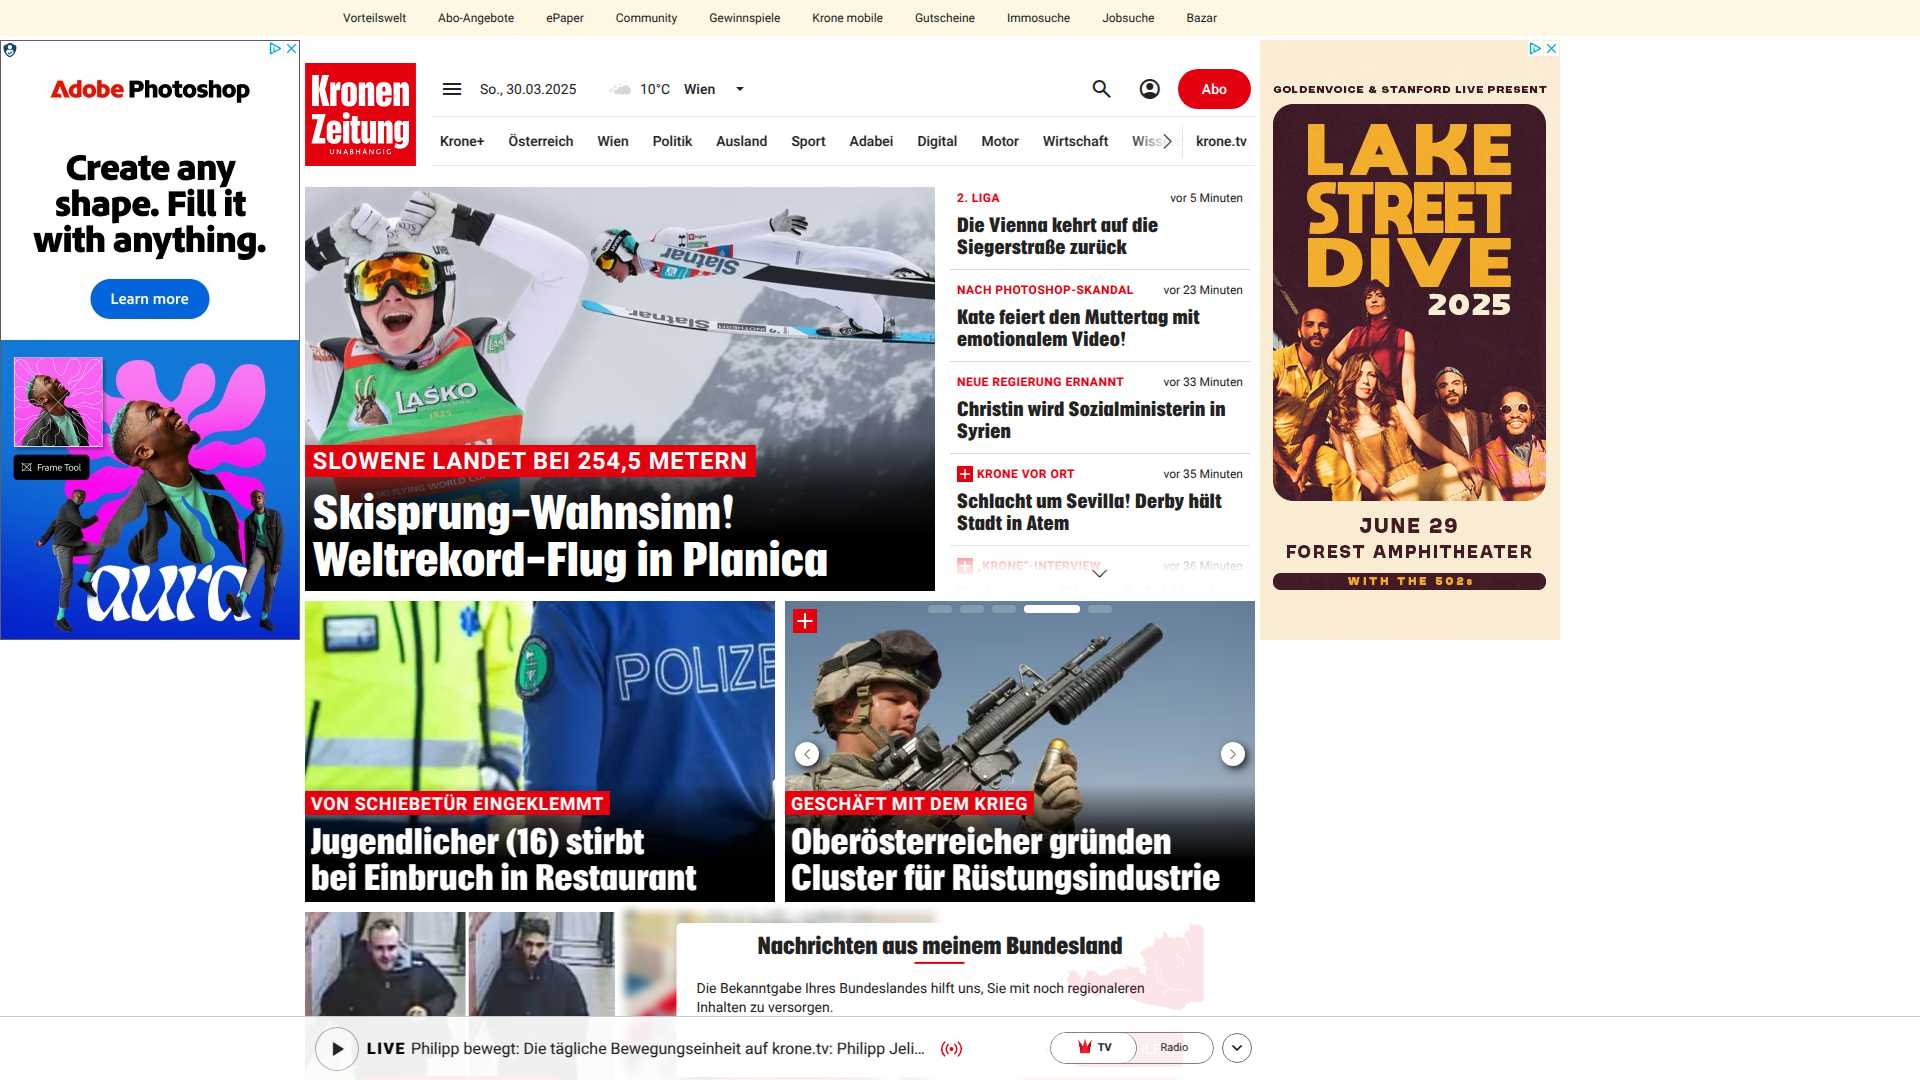 Vorteilswelt Abo-Angebote ePaper Community Gewinnspiele Krone mobile Gutscheine Immosuche Jobsuche Bazar
Adobe Photoshop
Create any
shape. Fill it
with anything.
Learn more
Frame Tool
aura
Kronen
Zeitung
UNABHÄNGIG
So., 30.03.2025
10°C Wien
Abo
Krone+ Österreich Wien Politik Ausland Sport Adabei Digital Motor Wirtschaft Wiss krone.tv
Slatnar
Slatnar
LAŠKO
1825
SKI FLYING WORLD CUP
SLOWENE LANDET BEI 254,5 METERN
Skisprung-Wahnsinn!
Weltrekord-Flug in Planica
2. LIGA vor 5 Minuten
Die Vienna kehrt auf die
Siegerstraße zurück
NACH PHOTOSHOP-SKANDAL vor 23 Minuten
Kate feiert den Muttertag mit
emotionalem Video!
NEUE REGIERUNG ERNANNT vor 33 Minuten
Christin wird Sozialministerin in
Syrien
KRONE VOR ORT vor 35 Minuten
Schlacht um Sevilla! Derby hält
Stadt in Atem
„KRONE“-INTERVIEW vor 36 Minuten
GOLDENVOICE & STANFORD LIVE PRESENT
LAKE
STREET
DIVE
2025
JUNE 29
FOREST AMPHITHEATER
WITH THE 502s
POLIZE
VON SCHIEBETÜR EINGEKLEMMT
Jugendlicher (16) stirbt
bei Einbruch in Restaurant
GESCHÄFT MIT DEM KRIEG
Oberösterreicher gründen
Cluster für Rüstungsindustrie
Nachrichten aus meinem Bundesland
Die Bekanntgabe Ihres Bundeslandes hilft uns, Sie mit noch regionaleren
Inhalten zu versorgen.
LIVE Philipp bewegt: Die tägliche Bewegungseinheit auf krone.tv: Philipp Jeli...
TV Radio